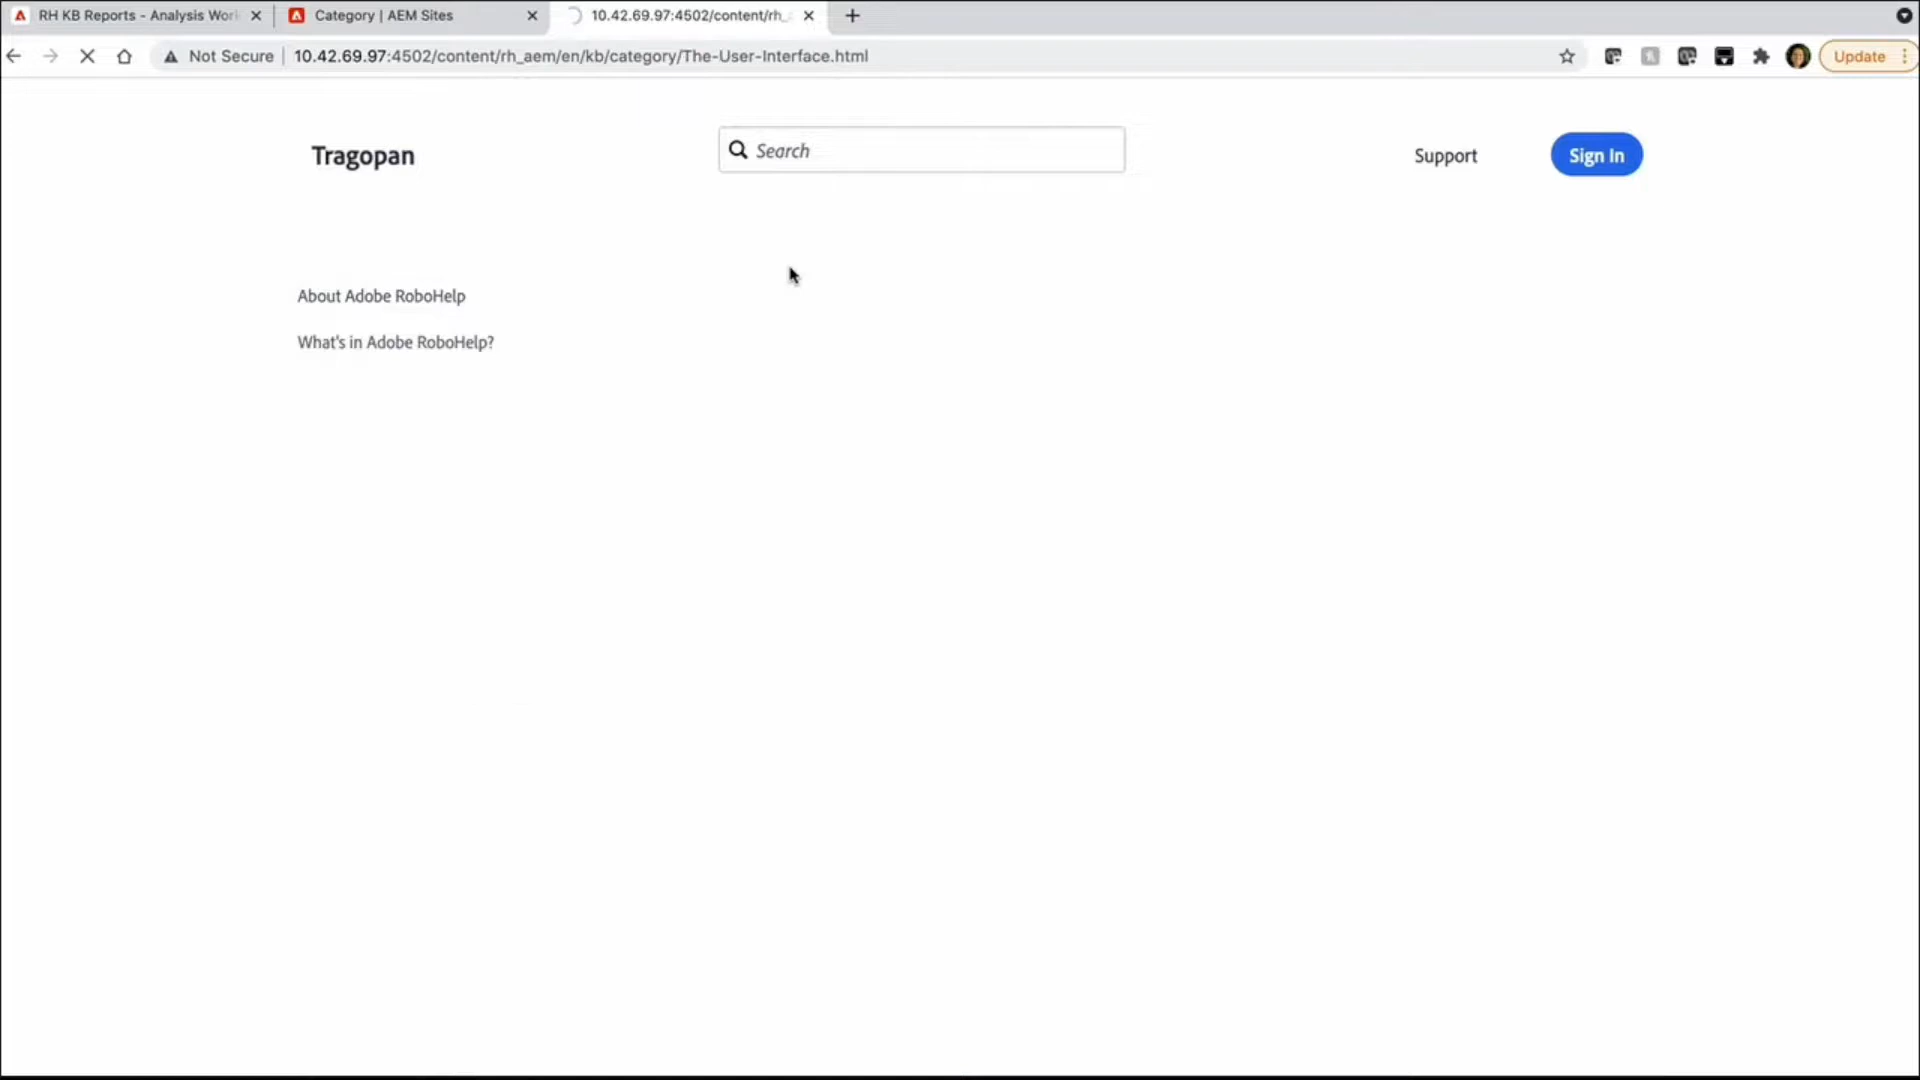 RH KB Reports - Analysis Wor
Category | AEM Sites
10.42.69.97:4502/content/rh_
Not Secure
10.42.69.97:4502/content/rh_aem/en/kb/category/The-User-Interface.html
Update
Tragopan
Search
Support
Sign In
About Adobe RoboHelp
What's in Adobe RoboHelp?